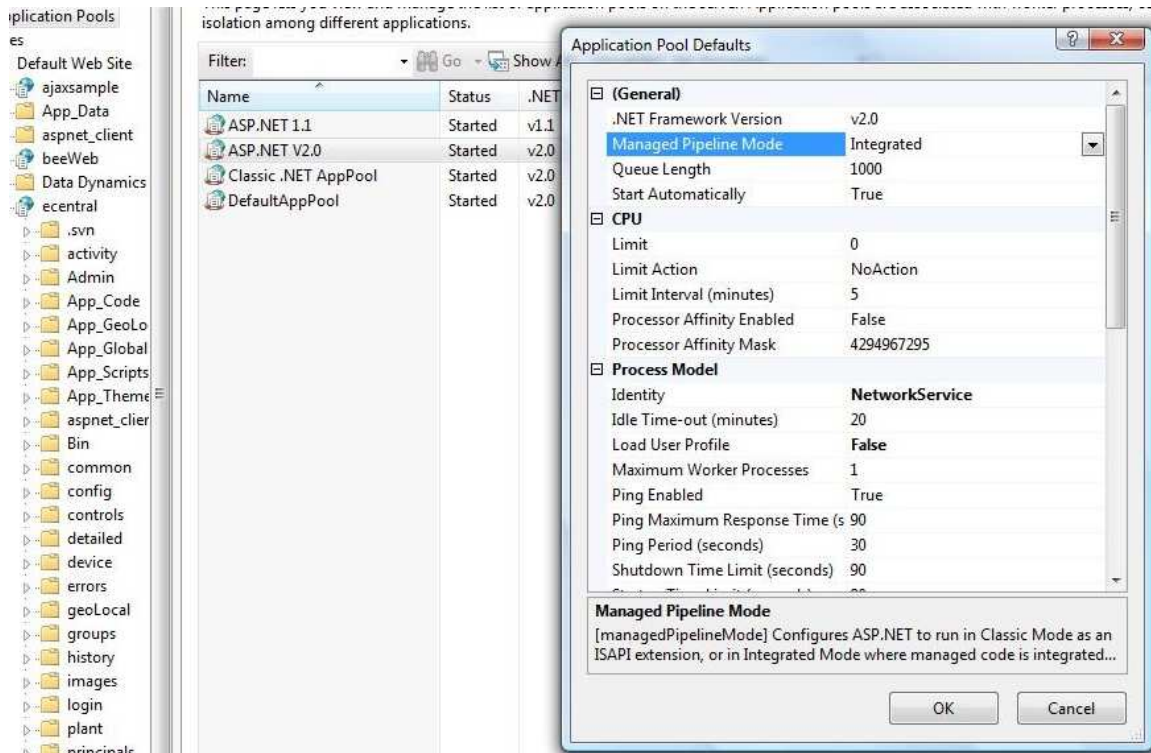 plication Pools
es
Default Web Site
ajaxsample
App_Data
aspnet_client
beeWeb
Data Dynamics
ecentral
.svn
activity
Admin
App_Code
App_GeoLo
App_Global
App_Scripts
App_Theme
aspnet_clier
Bin
common
config
controls
detailed
device
errors
geoLocal
groups
history
images
login
plant
principals
isolation among different applications.
Filter: Go Show A
Name Status .NET
ASP.NET 1.1 Started v1.1
ASP.NET V2.0 Started v2.0
Classic .NET AppPool Started v2.0
DefaultAppPool Started v2.0
Application Pool Defaults
(General)
.NET Framework Version v2.0
Managed Pipeline Mode Integrated
Queue Length 1000
Start Automatically True
CPU
Limit 0
Limit Action NoAction
Limit Interval (minutes) 5
Processor Affinity Enabled False
Processor Affinity Mask 4294967295
Process Model
Identity NetworkService
Idle Time-out (minutes) 20
Load User Profile False
Maximum Worker Processes 1
Ping Enabled True
Ping Maximum Response Time (s 90
Ping Period (seconds) 30
Shutdown Time Limit (seconds) 90
Managed Pipeline Mode
[managedPipelineMode] Configures ASP.NET to run in Classic Mode as an
ISAPI extension, or in Integrated Mode where managed code is integrated...
OK Cancel